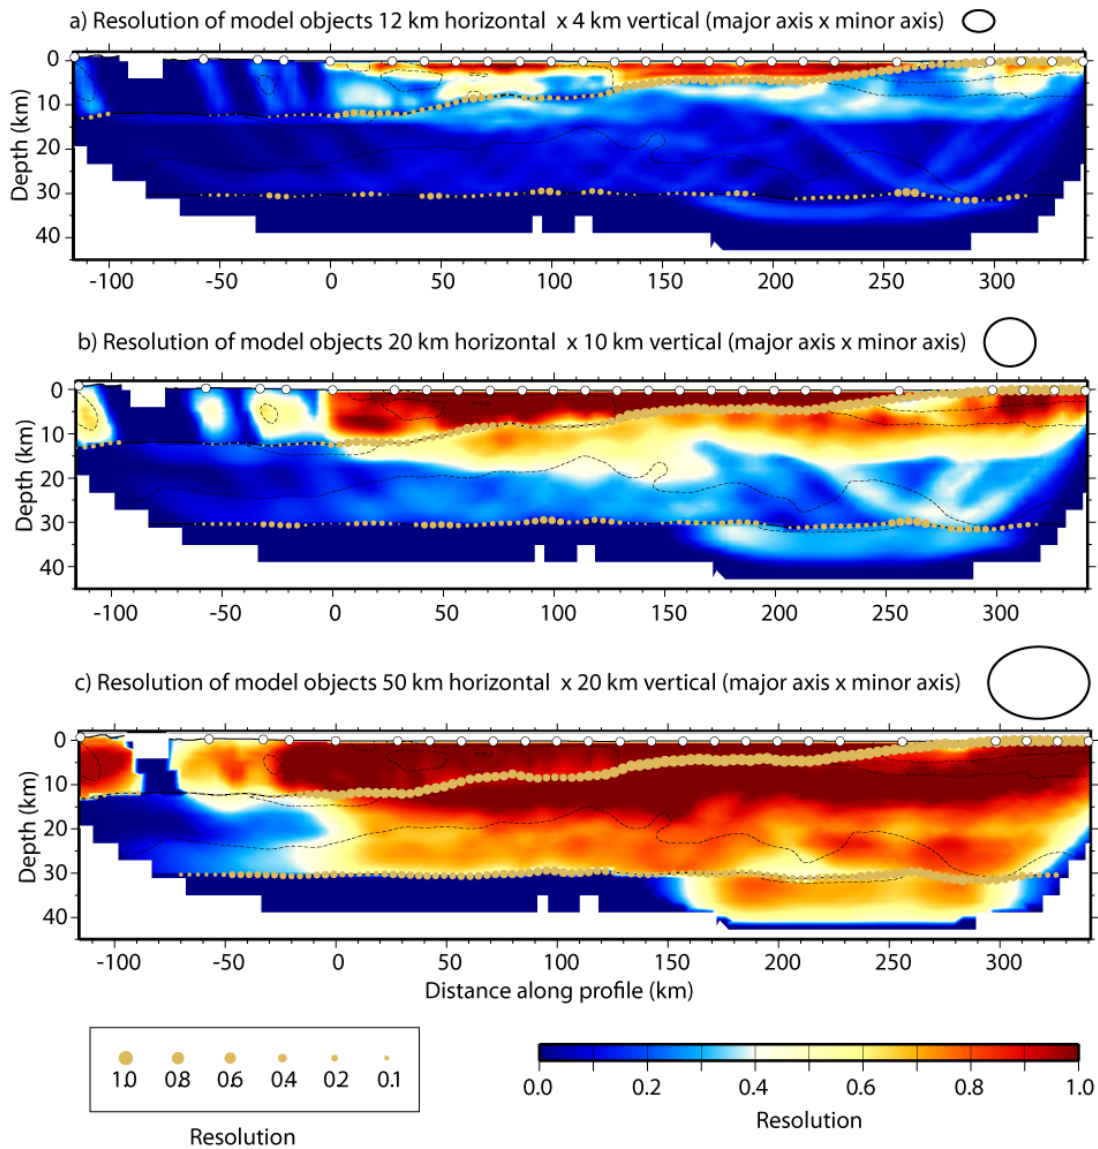 a) Resolution of model objects 12 km horizontal x 4 km vertical (major axis x minor axis)
0
10
20
30
40
Depth (km)
-100 -50 0 50 100 150 200 250 300
b) Resolution of model objects 20 km horizontal x 10 km vertical (major axis x minor axis)
0
10
20
30
40
Depth (km)
-100 -50 0 50 100 150 200 250 300
c) Resolution of model objects 50 km horizontal x 20 km vertical (major axis x minor axis)
0
10
20
30
40
Depth (km)
-100 -50 0 50 100 150 200 250 300
Distance along profile (km)
1.0 0.8 0.6 0.4 0.2 0.1
Resolution
0.0 0.2 0.4 0.6 0.8 1.0
Resolution